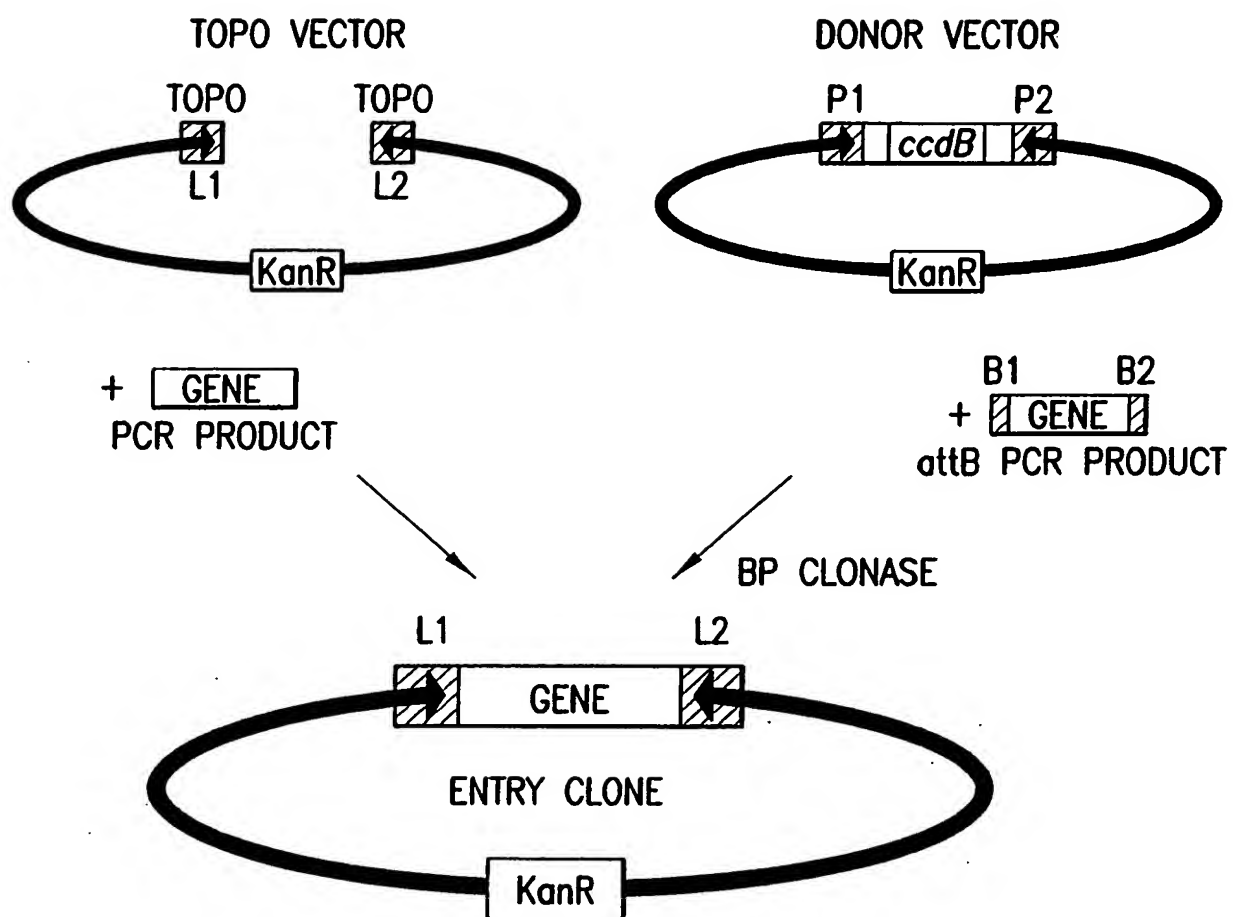 TOPO VECTOR
TOPO TOPO
L1 L2
KanR
+ GENE
PCR PRODUCT
DONOR VECTOR
P1 P2
ccdB
KanR
B1 B2
+ GENE
attB PCR PRODUCT
BP CLONASE
L1 L2
GENE
ENTRY CLONE
KanR